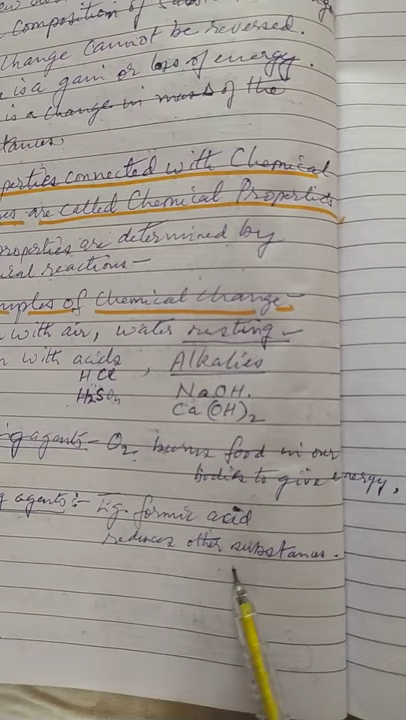 Composition of
Change cannot be reversed.
is a gain or loss of energy.
is a change in mass of the
tances.
perties connected with Chemical
es are called Chemical Properties
properties are determined by
ical reactions-
mples of Chemical change-
with air, water rusting-
with acids, Alkalies
HCl NaOH.
H2SO4 Ca(OH)2
ing agents- O2 burns food in our
bodies to give energy,
g agents:- Eg. formic acid
reduces other substances.